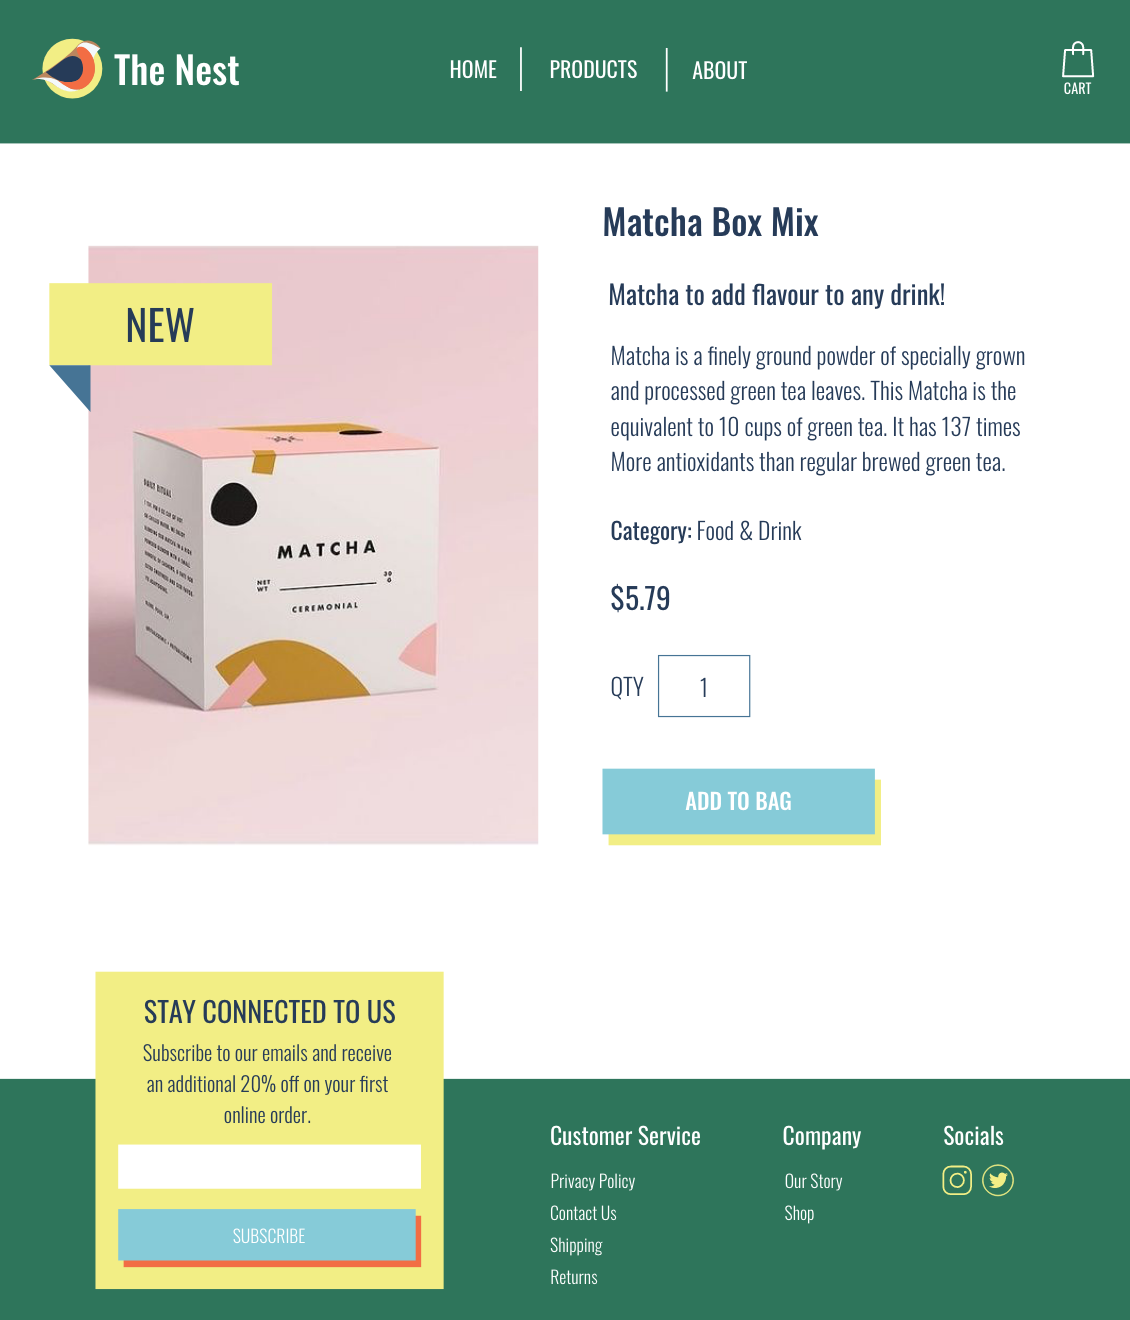 The Nest
HOME
PRODUCTS
ABOUT
CART
Matcha Box Mix
Matcha to add flavour to any drink!
Matcha is a finely ground powder of specially grown
and processed green tea leaves. This Matcha is the
equivalent to 10 cups of green tea. It has 137 times
More antioxidants than regular brewed green tea.
Category: Food & Drink
$5.79
QTY 1
ADD TO BAG
NEW
DAILY RITUAL
MATCHA
NET
WT
30
G
CEREMONIAL
STAY CONNECTED TO US
Subscribe to our emails and receive
an additional 20% off on your first
online order.
SUBSCRIBE
Customer Service
Privacy Policy
Contact Us
Shipping
Returns
Company
Our Story
Shop
Socials